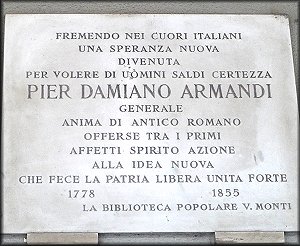 FREMENDO NEI CUORI ITALIANI
UNA SPERANZA NUOVA
DIVENUTA
PER VOLERE DI UOMINI SALDI CERTEZZA
PIER DAMIANO ARMANDI
GENERALE
ANIMA DI ANTICO ROMANO
OFFERSE TRA I PRIMI
AFFETTI SPIRITO AZIONE
ALLA IDEA NUOVA
CHE FECE LA PATRIA LIBERA UNITA FORTE
1778 1855
LA BIBLIOTECA POPOLARE V. MONTI